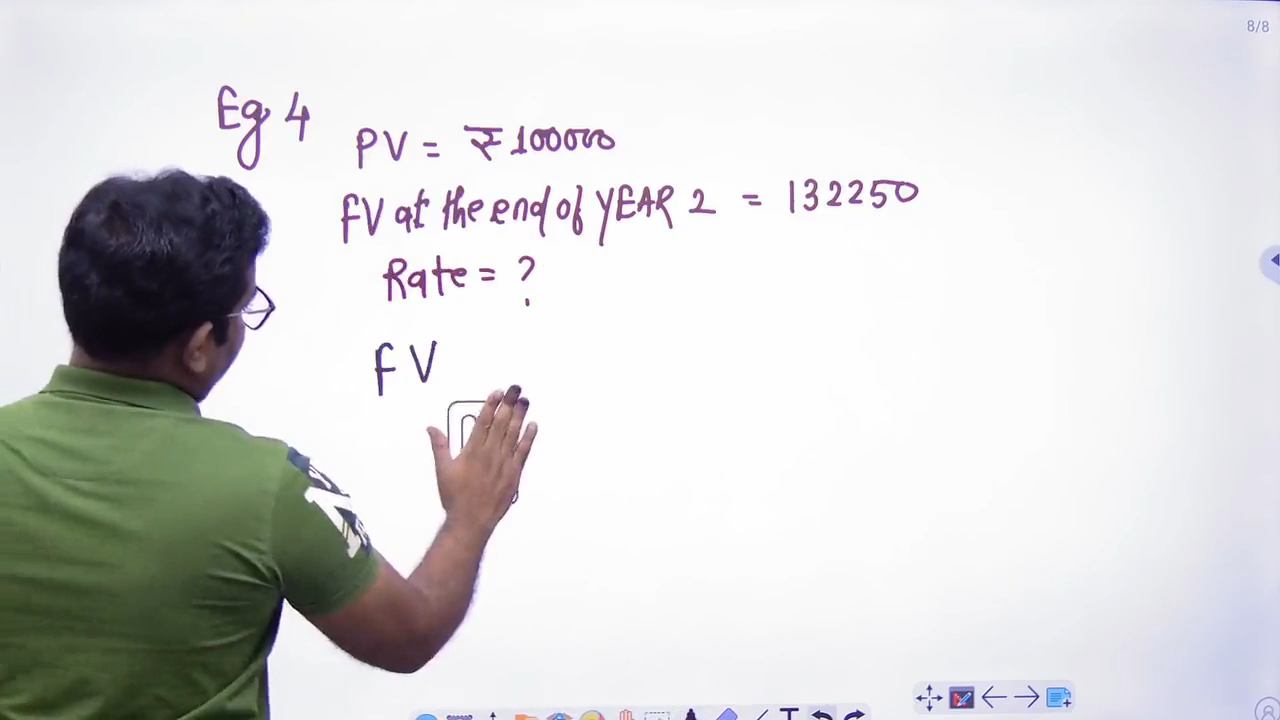 8/8
Eg 4
PV = ₹100000
FV at the end of YEAR 2 = 132250
Rate = ?
FV